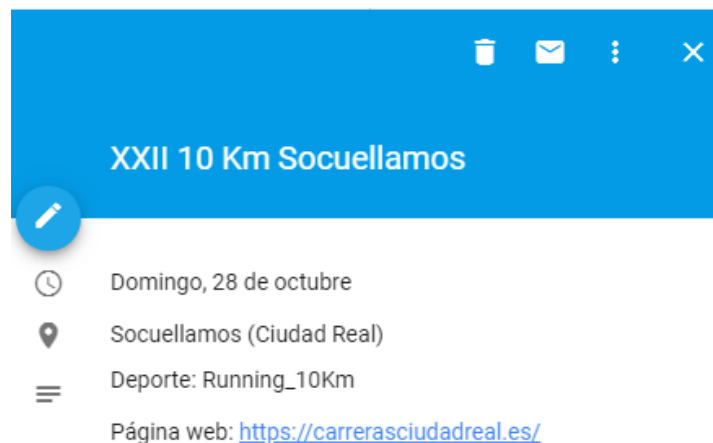 XXII 10 Km Socuellamos
Domingo, 28 de octubre
Socuellamos (Ciudad Real)
Deporte: Running_10Km
Página web: https://carrerasciudadreal.es/